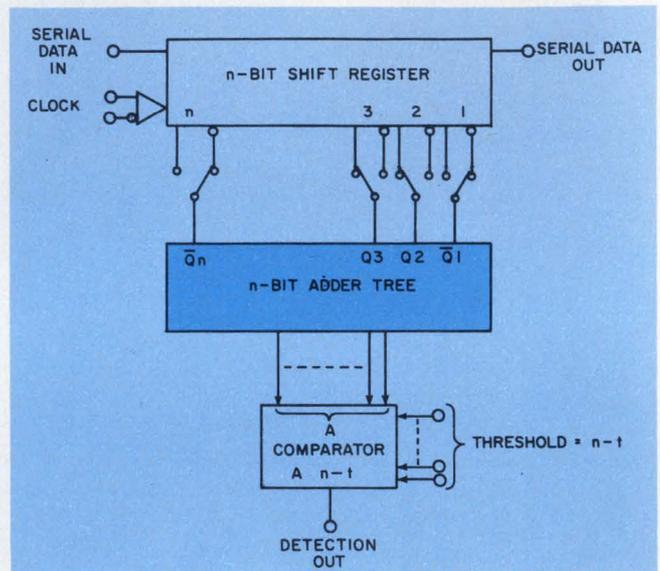 SERIAL
DATA
IN
n-BIT SHIFT REGISTER
SERIAL DATA
OUT
CLOCK
n 3 2 1
Q̅n Q3 Q2 Q̅1
n-BIT ADDER TREE
A
COMPARATOR
A n-t
THRESHOLD = n-t
DETECTION
OUT